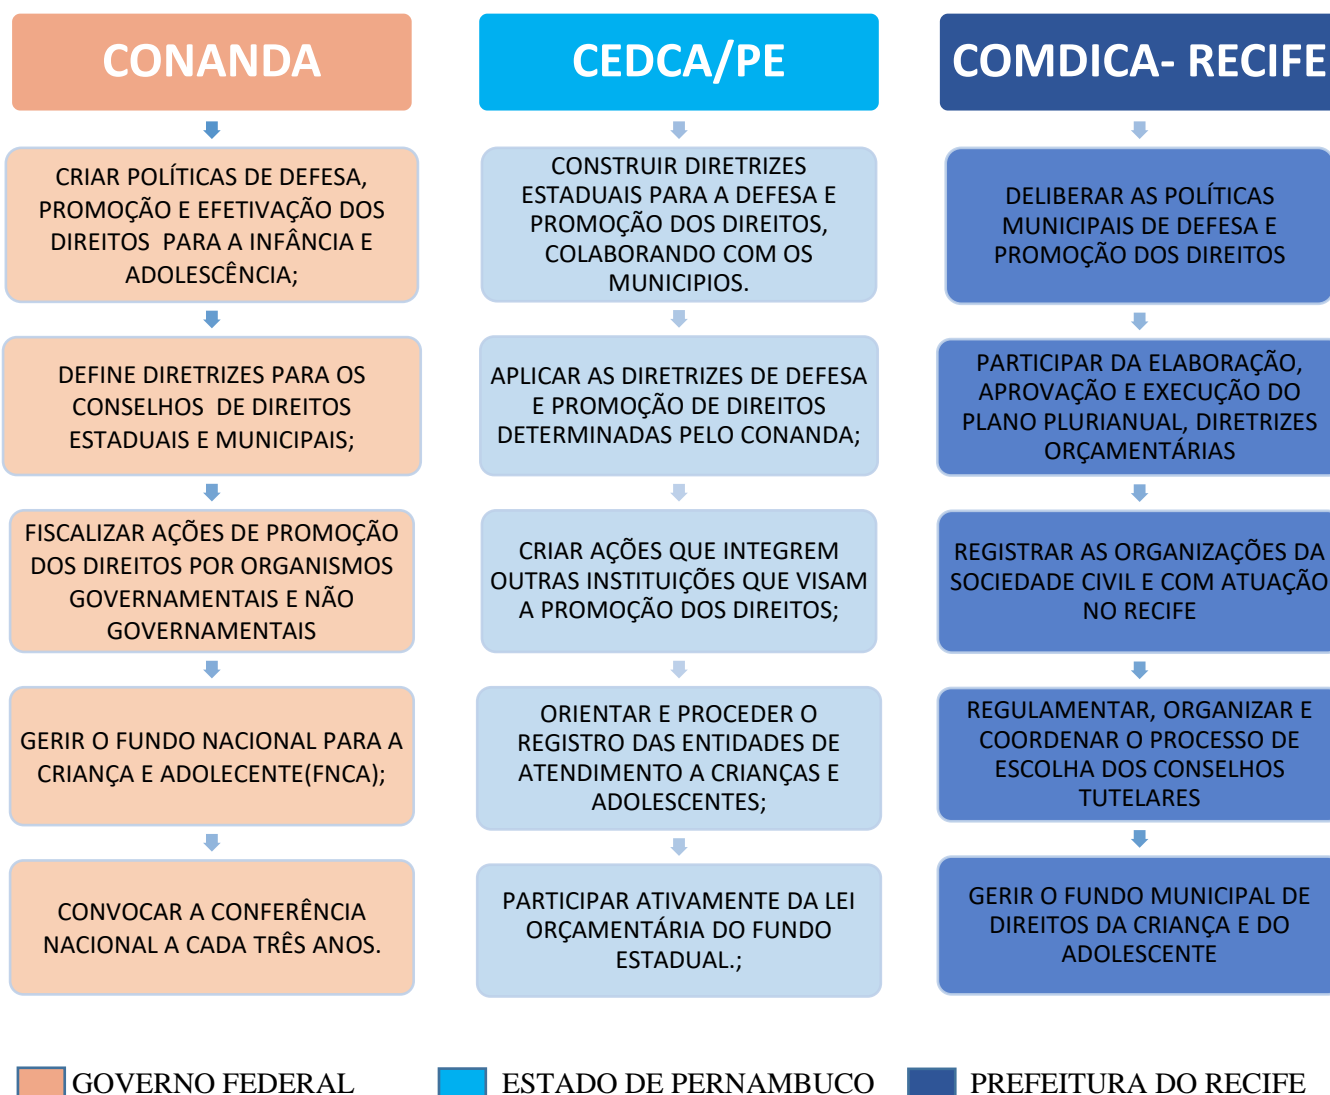 CONANDA
CRIAR POLÍTICAS DE DEFESA,
PROMOÇÃO E EFETIVAÇÃO DOS
DIREITOS PARA A INFÂNCIA E
ADOLESCÊNCIA;
DEFINE DIRETRIZES PARA OS
CONSELHOS DE DIREITOS
ESTADUAIS E MUNICIPAIS;
FISCALIZAR AÇÕES DE PROMOÇÃO
DOS DIREITOS POR ORGANISMOS
GOVERNAMENTAIS E NÃO
GOVERNAMENTAIS
GERIR O FUNDO NACIONAL PARA A
CRIANÇA E ADOLECENTE(FNCA);
CONVOCAR A CONFERÊNCIA
NACIONAL A CADA TRÊS ANOS.
CEDCA/PE
CONSTRUIR DIRETRIZES
ESTADUAIS PARA A DEFESA E
PROMOÇÃO DOS DIREITOS,
COLABORANDO COM OS
MUNICIPIOS.
APLICAR AS DIRETRIZES DE DEFESA
E PROMOÇÃO DE DIREITOS
DETERMINADAS PELO CONANDA;
CRIAR AÇÕES QUE INTEGREM
OUTRAS INSTITUIÇÕES QUE VISAM
A PROMOÇÃO DOS DIREITOS;
ORIENTAR E PROCEDER O
REGISTRO DAS ENTIDADES DE
ATENDIMENTO A CRIANÇAS E
ADOLESCENTES;
PARTICIPAR ATIVAMENTE DA LEI
ORÇAMENTÁRIA DO FUNDO
ESTADUAL.;
COMDICA- RECIFE
DELIBERAR AS POLÍTICAS
MUNICIPAIS DE DEFESA E
PROMOÇÃO DOS DIREITOS
PARTICIPAR DA ELABORAÇÃO,
APROVAÇÃO E EXECUÇÃO DO
PLANO PLURIANUAL, DIRETRIZES
ORÇAMENTÁRIAS
REGISTRAR AS ORGANIZAÇÕES DA
SOCIEDADE CIVIL E COM ATUAÇÃO
NO RECIFE
REGULAMENTAR, ORGANIZAR E
COORDENAR O PROCESSO DE
ESCOLHA DOS CONSELHOS
TUTELARES
GERIR O FUNDO MUNICIPAL DE
DIREITOS DA CRIANÇA E DO
ADOLESCENTE
GOVERNO FEDERAL
ESTADO DE PERNAMBUCO
PREFEITURA DO RECIFE